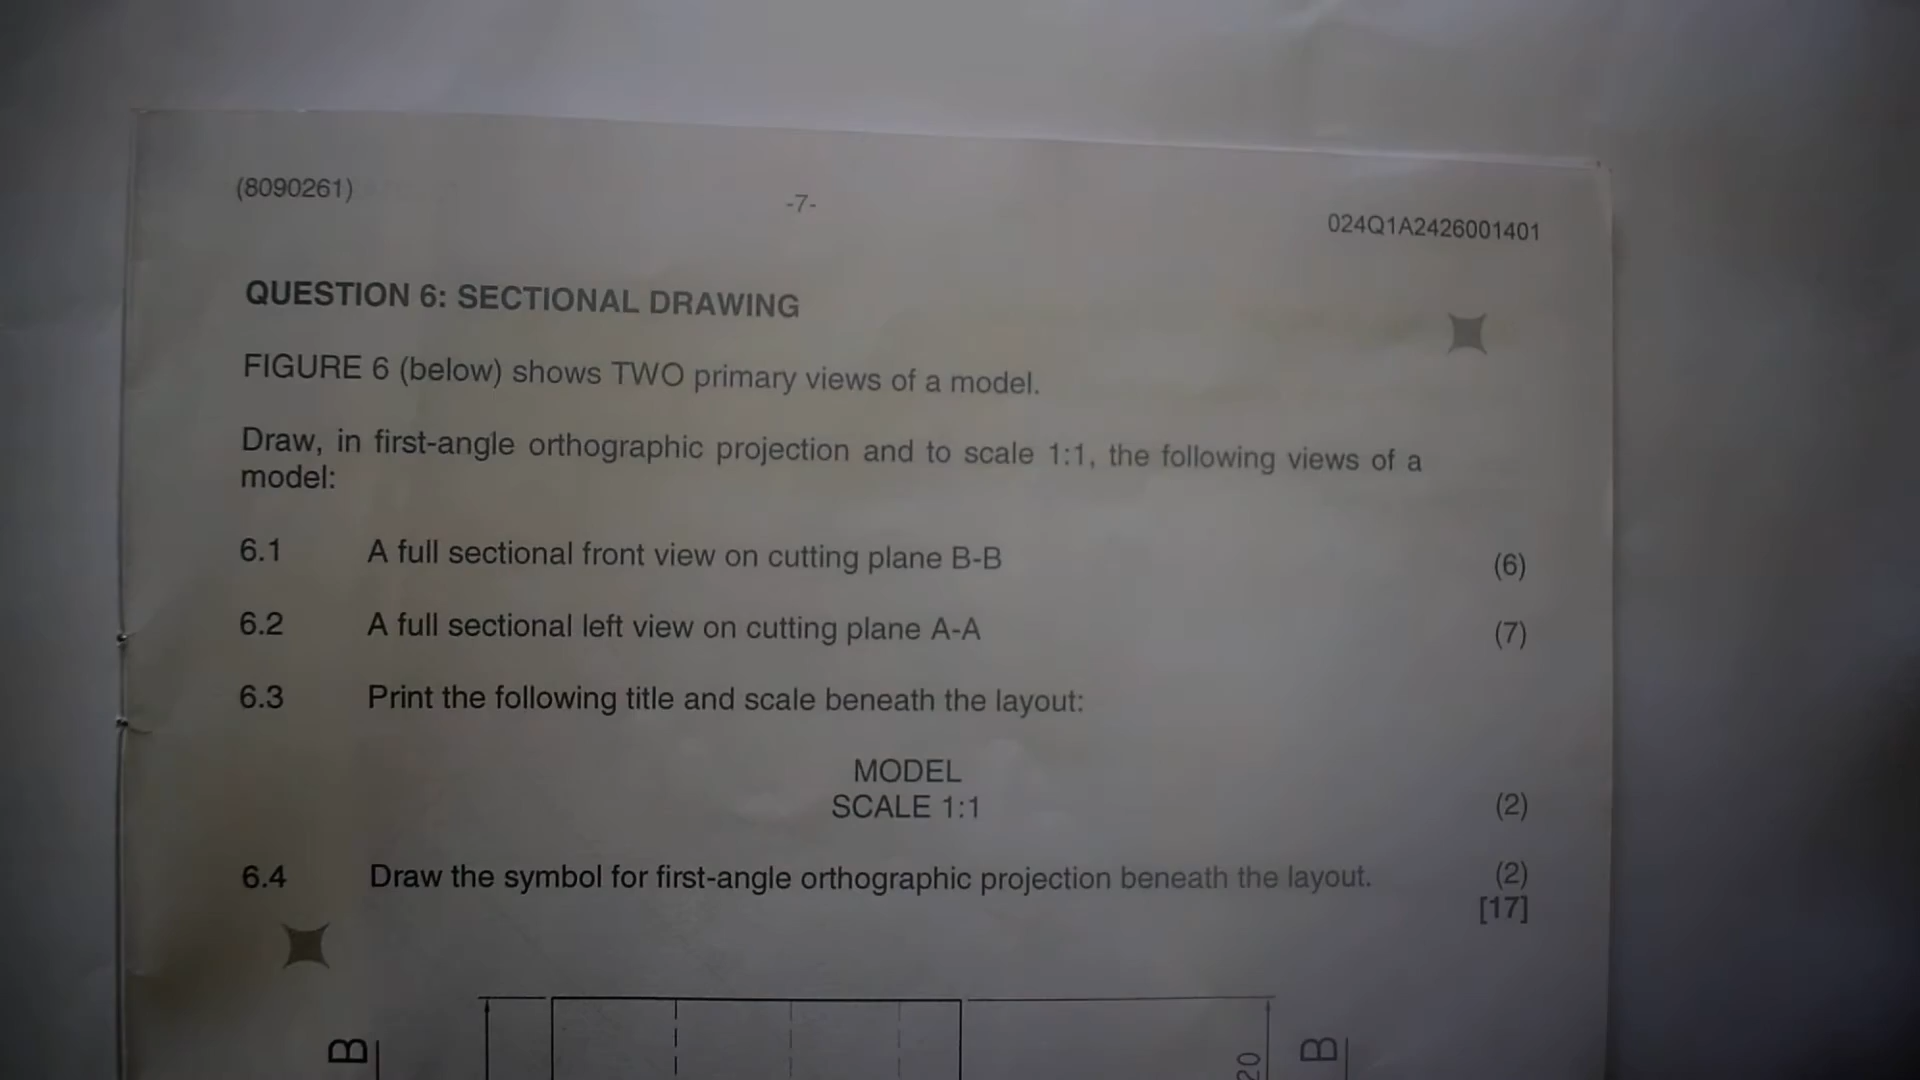 (8090261)
-7-
024Q1A2426001401
QUESTION 6: SECTIONAL DRAWING
FIGURE 6 (below) shows TWO primary views of a model.
Draw, in first-angle orthographic projection and to scale 1:1, the following views of a
model:
6.1 A full sectional front view on cutting plane B-B (6)
6.2 A full sectional left view on cutting plane A-A (7)
6.3 Print the following title and scale beneath the layout:
MODEL
SCALE 1:1 (2)
6.4 Draw the symbol for first-angle orthographic projection beneath the layout. (2)
[17]
B
B